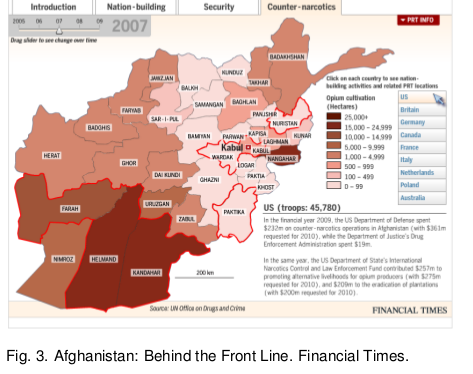 Introduction
Nation-building
Security
Counter-narcotics
2005 06 07 08 09
2007
Drag slider to see change over time
PRT INFO
Click on each country to see nation-
building activities and related PRT locations
Opium cultivation
(Hectares)
25,000+
15,000 – 24,999
10,000 – 14,999
5,000 – 9,999
1,000 – 4,999
500 – 999
100 – 499
0 – 99
US
Britain
Germany
Canada
France
Italy
Netherlands
Poland
Australia
BADAKHSHAN
KUNDUZ
TAKHAR
JAWZJAN
BALKH
SAMANGAN
BAGHLAN
FARYAB
SAR - I - PUL
PANJSHIR
NURISTAN
BADGHIS
BAMIYAN
PARWAN
KAPISA
KUNAR
LAGHMAN
Kabul
KABUL
NANGAHAR
HERAT
GHOR
WARDAK
LOGAR
DAI KUNDI
GHAZNI
PAKTIA
KHOST
URUZGAN
PAKTIKA
FARAH
ZABUL
NIMROZ
HELMAND
KANDAHAR
200 km
US (troops: 45,780)
In the financial year 2009, the US Department of Defense spent
$232m on counter-narcotics operations in Afghanistan (with $361m
requested for 2010), while the Department of Justice's Drug
Enforcement Administration spent $19m.
In the same year, the US Department of State's International
Narcotics Control and Law Enforcement Fund contributed $257m to
promoting alternative livelihoods for opium producers (with $275m
requested for 2010), and $209m to the eradication of plantations
(with $200m requested for 2010).
Source: UN Office on Drugs and Crime
FINANCIAL TIMES
Fig. 3. Afghanistan: Behind the Front Line. Financial Times.